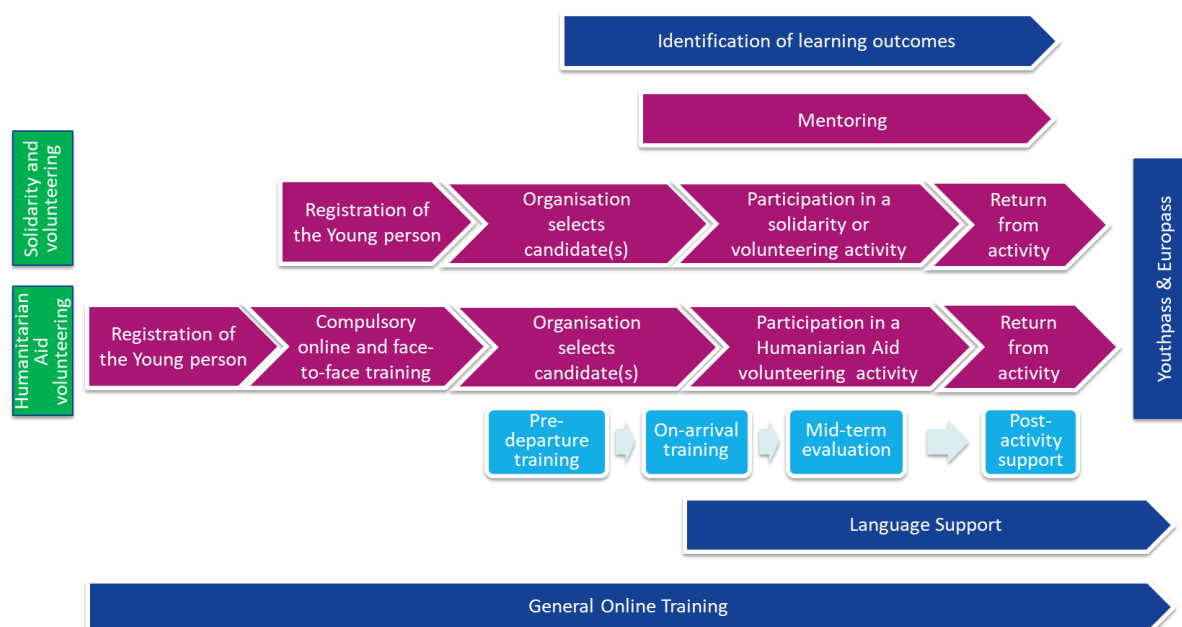 Identification of learning outcomes
Mentoring
Solidarity and
volunteering
Registration of
the Young person
Organisation
selects
candidate(s)
Participation in a
solidarity or
volunteering activity
Return
from
activity
Humanitarian
Aid
volunteering
Registration of
the Young person
Compulsory
online and face-
to-face training
Organisation
selects
candidate(s)
Participation in a
Humaniarian Aid
volunteering activity
Return
from
activity
Youthpass & Europass
Pre-
departure
training
On-arrival
training
Mid-term
evaluation
Post-
activity
support
Language Support
General Online Training